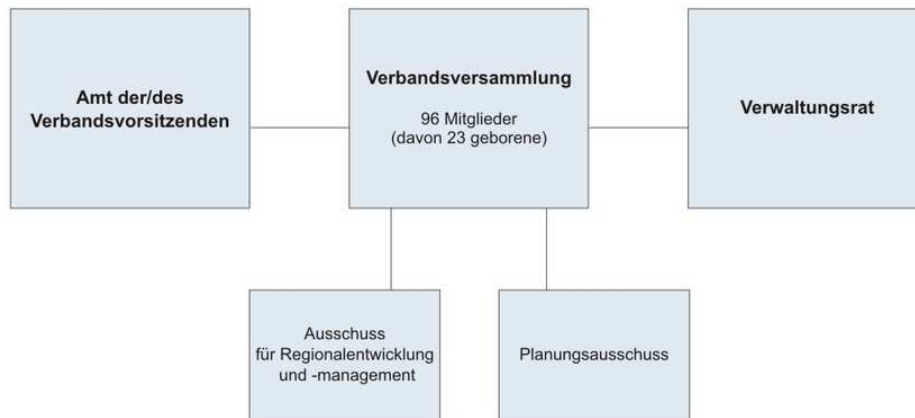 Amt der/des
Verbandsvorsitzenden
Verbandsversammlung
96 Mitglieder
(davon 23 geborene)
Verwaltungsrat
Ausschuss
für Regionalentwicklung
und -management
Planungsausschuss